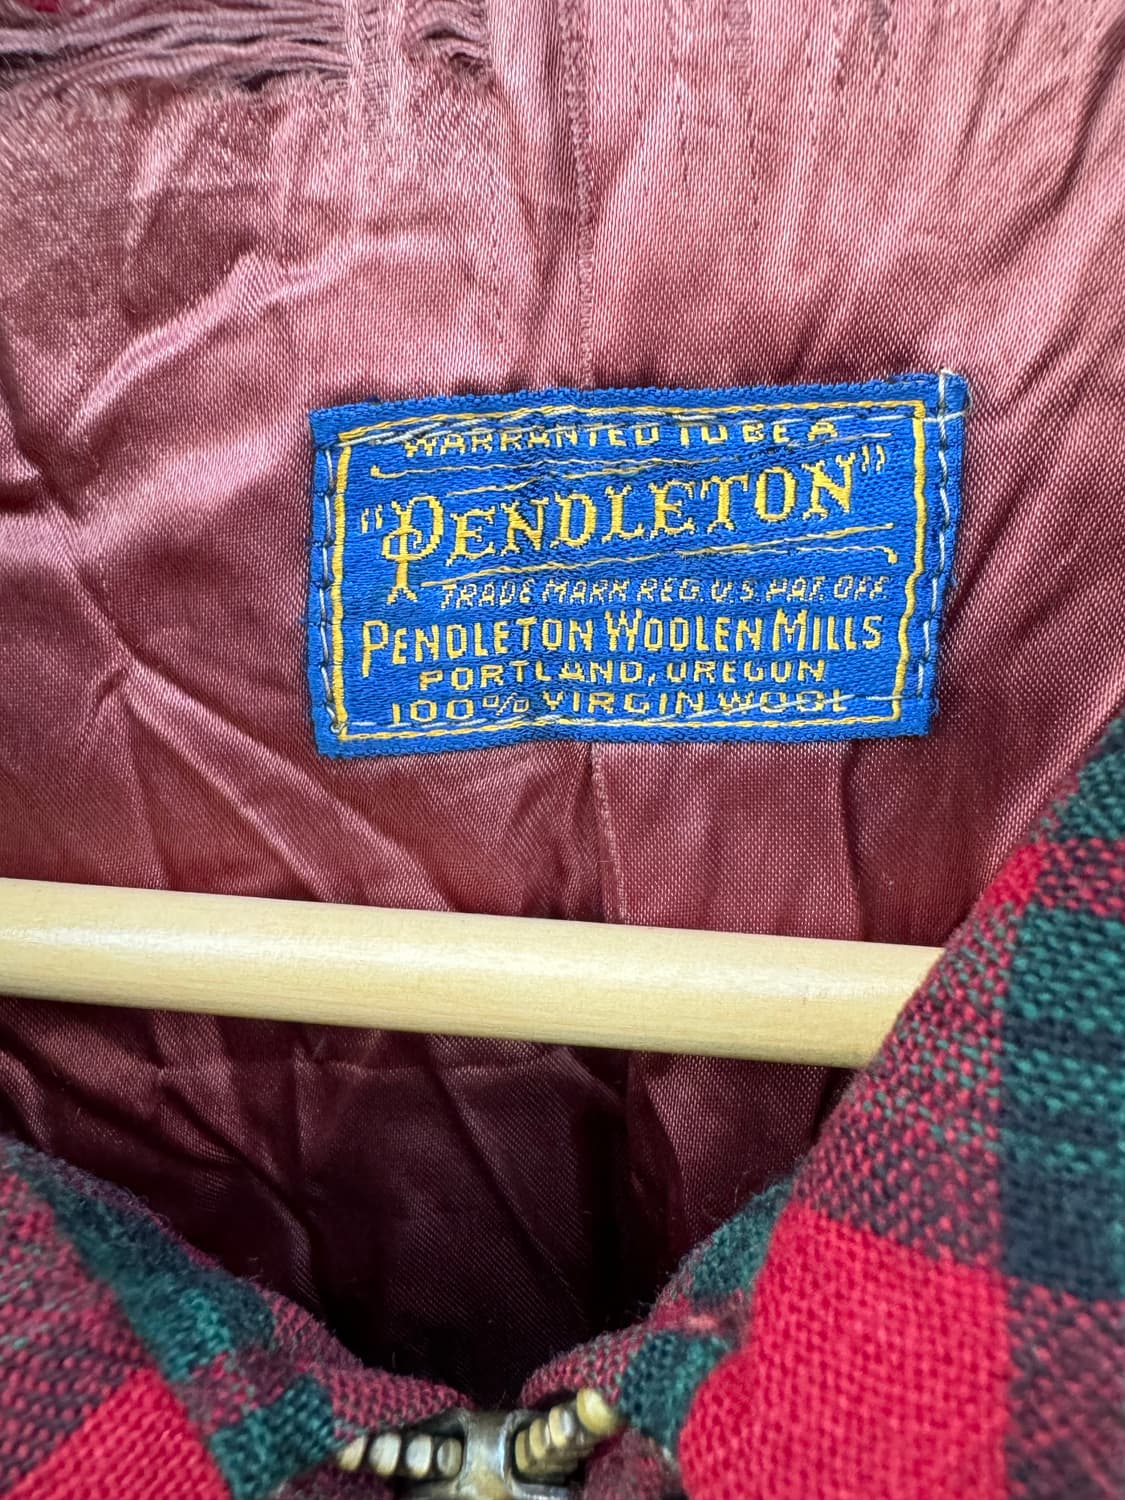 WARRANTED TO BE A
"PENDLETON"
TRADE MARK REG. U.S. PAT. OFF.
PENDLETON WOOLEN MILLS
PORTLAND, OREGON
100% VIRGIN WOOL